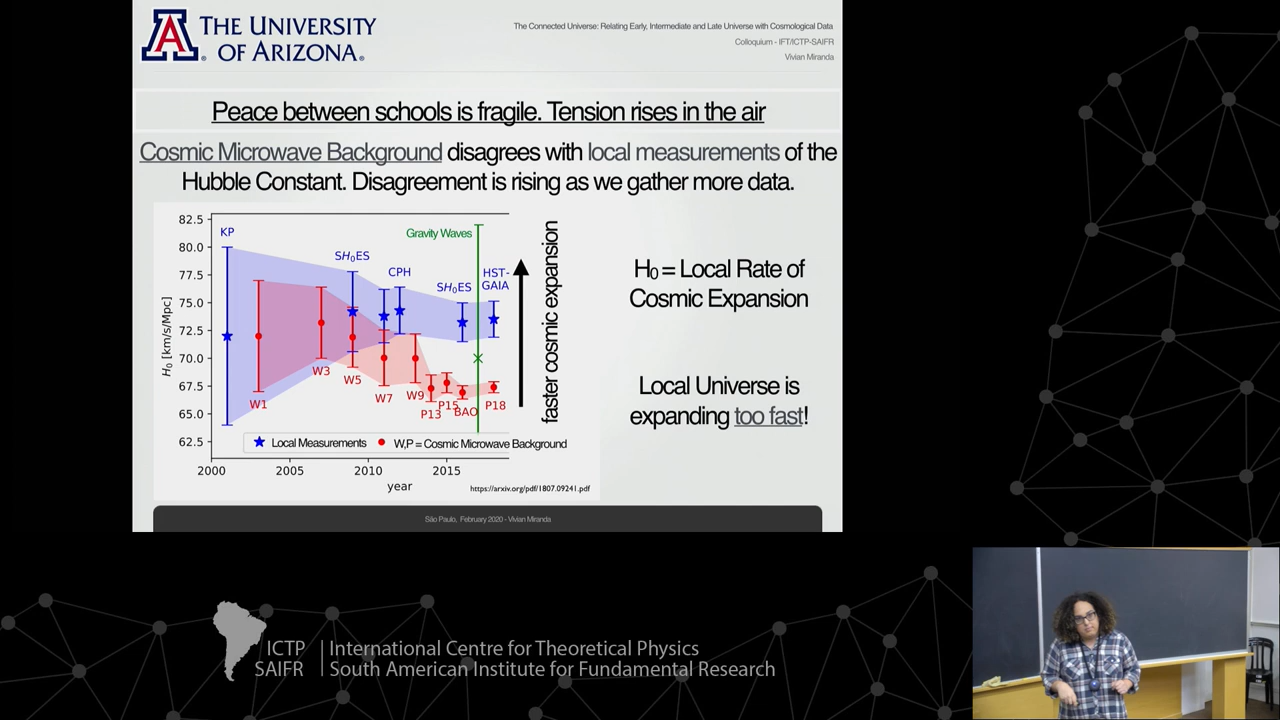 THE UNIVERSITY
OF ARIZONA®
The Connected Universe: Relating Early, Intermediate and Late Universe with Cosmological Data
Colloquium - IFT/ICTP-SAIFR
Vivian Miranda
Peace between schools is fragile. Tension rises in the air
Cosmic Microwave Background disagrees with local measurements of the
Hubble Constant. Disagreement is rising as we gather more data.
82.5
80.0
77.5
75.0
72.5
70.0
67.5
65.0
62.5
H₀ [km/s/Mpc]
KP
SH₀ES
CPH
Gravity Waves
SH₀ES
HST-
GAIA
W1
W3
W5
W7
W9
P13
P15
BAO
P18
Local Measurements
W,P = Cosmic Microwave Background
2000
2005
2010
2015
year
https://arxiv.org/pdf/1807.09241.pdf
faster cosmic expansion
H₀ = Local Rate of
Cosmic Expansion
Local Universe is
expanding too fast!
São Paulo, February 2020 - Vivian Miranda
ICTP
SAIFR
International Centre for Theoretical Physics
South American Institute for Fundamental Research